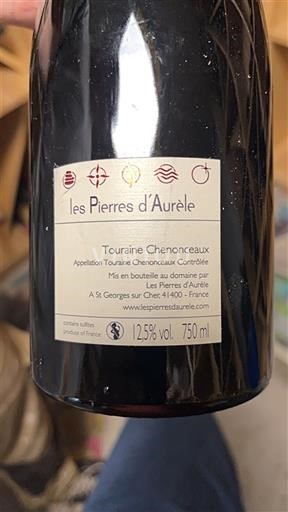 les Pierres d'Aurèle
Touraine Chenonceaux
Appellation Touraine Chenonceaux Contrôlée
Mis en bouteille au domaine par
Les Pierres d'Aurèle
A St Georges sur Cher, 41400 - France
www.lespierresdaurele.com
contains sulfites
produce of France
12,5% vol. 750 ml